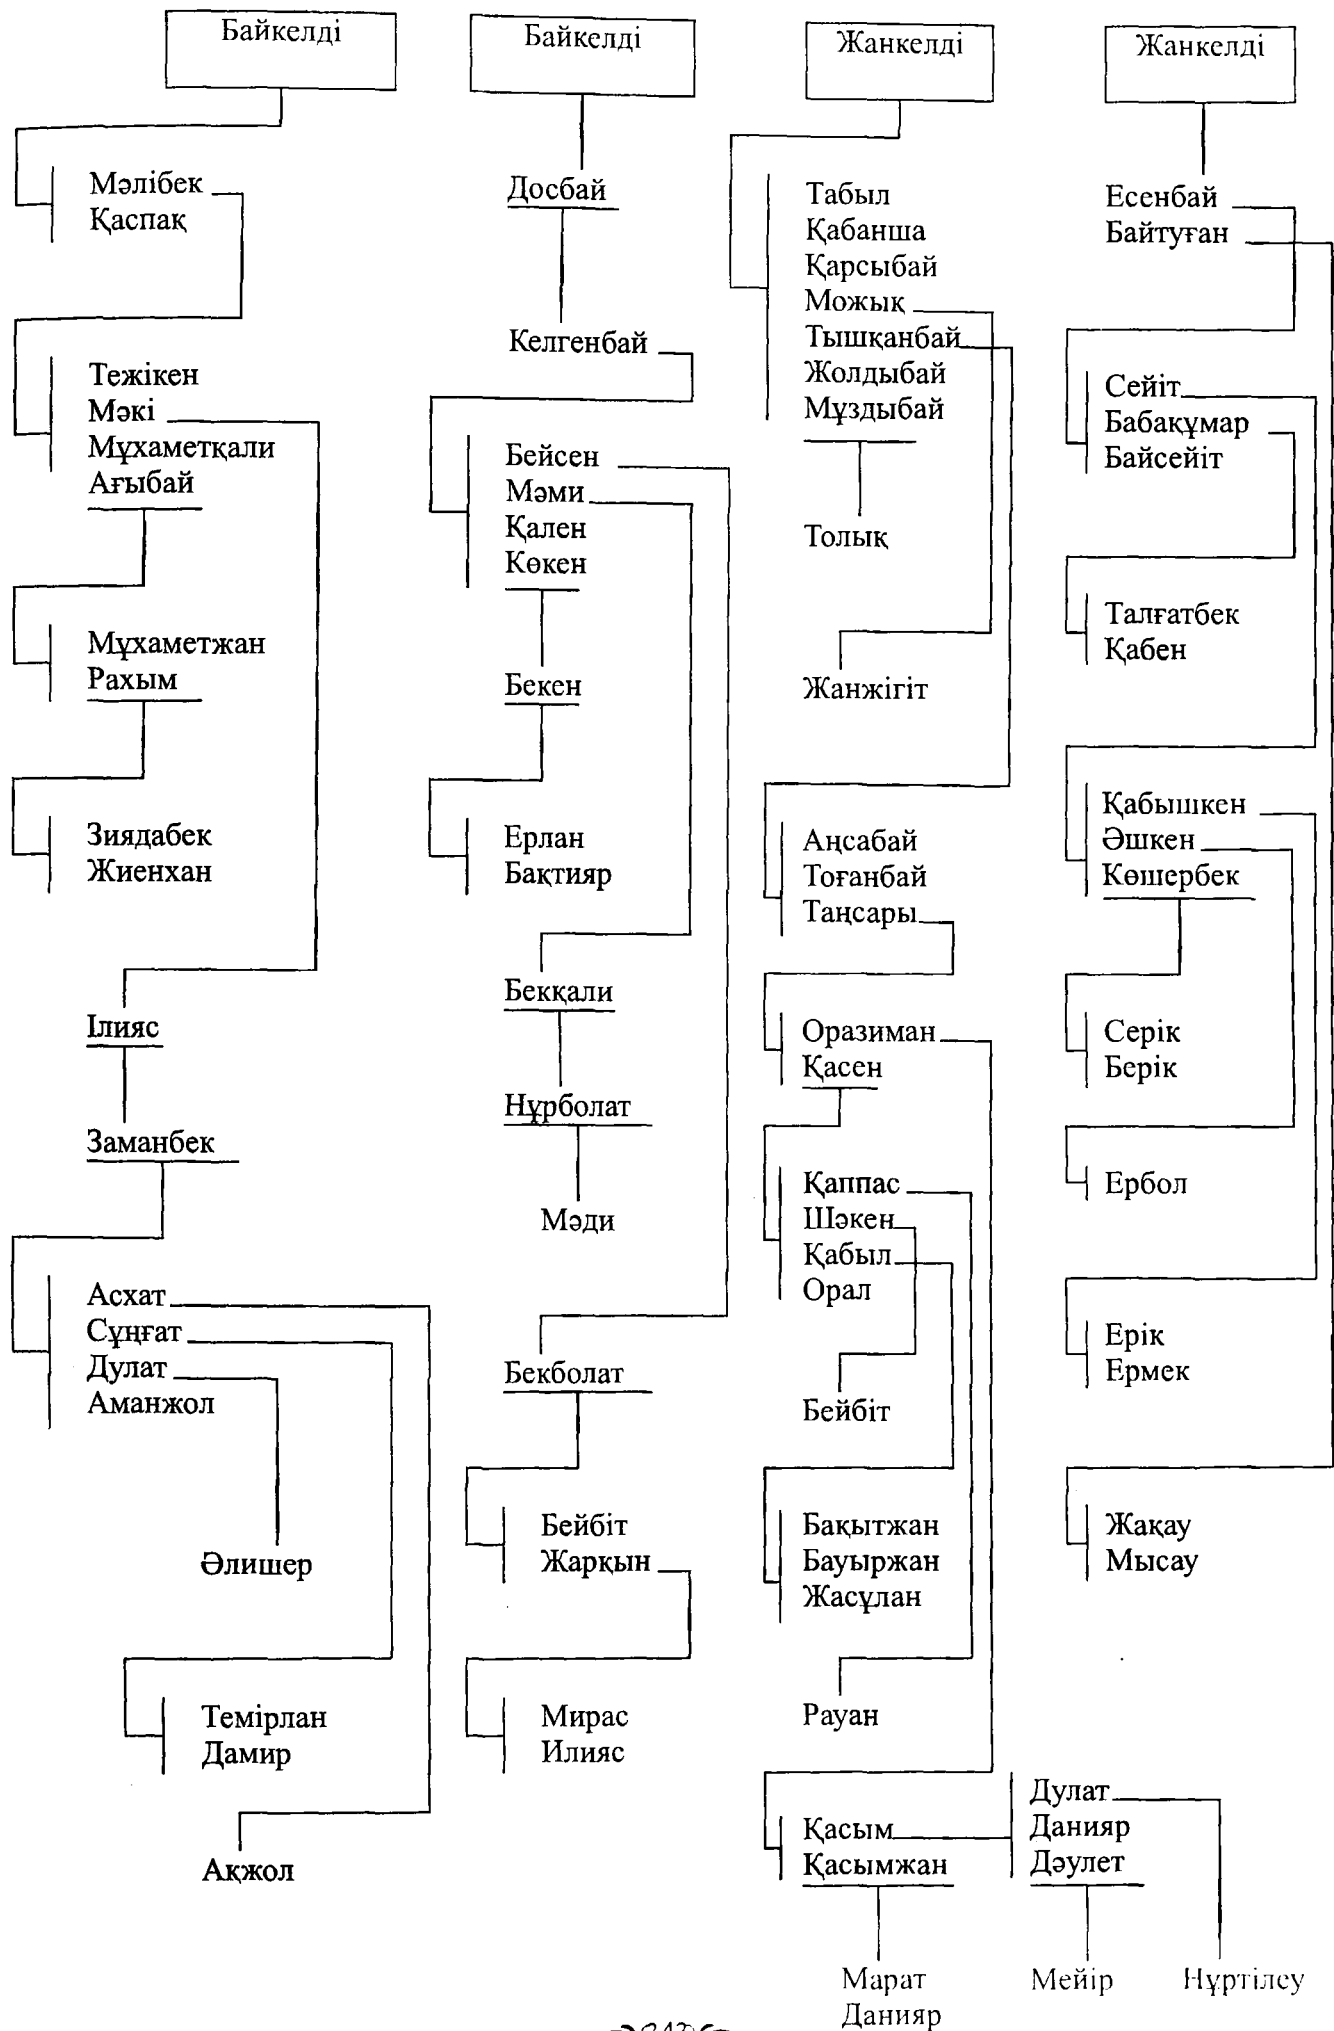 Байкелді
Мәлібек
Қаспақ
Тежікен
Мәкі
Мұхаметқали
Ағыбай
Мұхаметжан
Рахым
Зиядабек
Жиенхан
Ілияс
Заманбек
Асхат
Сұңғат
Дулат
Аманжол
Әлишер
Темірлан
Дамир
Ақжол
Байкелді
Досбай
Келгенбай
Бейсен
Мәми
Қален
Көкен
Бекен
Ерлан
Бақтияр
Бекқали
Нұрболат
Мәди
Бекболат
Бейбіт
Жарқын
Мирас
Илияс
Жанкелді
Табыл
Қабанша
Қарсыбай
Можық
Тышқанбай
Жолдыбай
Мұздыбай
Толық
Жанжігіт
Аңсабай
Тоғанбай
Таңсары
Оразиман
Қасен
Қаппас
Шәкен
Қабыл
Орал
Бейбіт
Бақытжан
Бауыржан
Жасұлан
Рауан
Қасым
Қасымжан
Дулат
Данияр
Дәулет
Марат
Данияр
Мейір
Нұртілеу
Жанкелді
Есенбай
Байтуған
Сейіт
Бабақұмар
Байсейіт
Талғатбек
Қабен
Қабышкен
Әшкен
Көшербек
Серік
Берік
Ербол
Ерік
Ермек
Жақау
Мысау